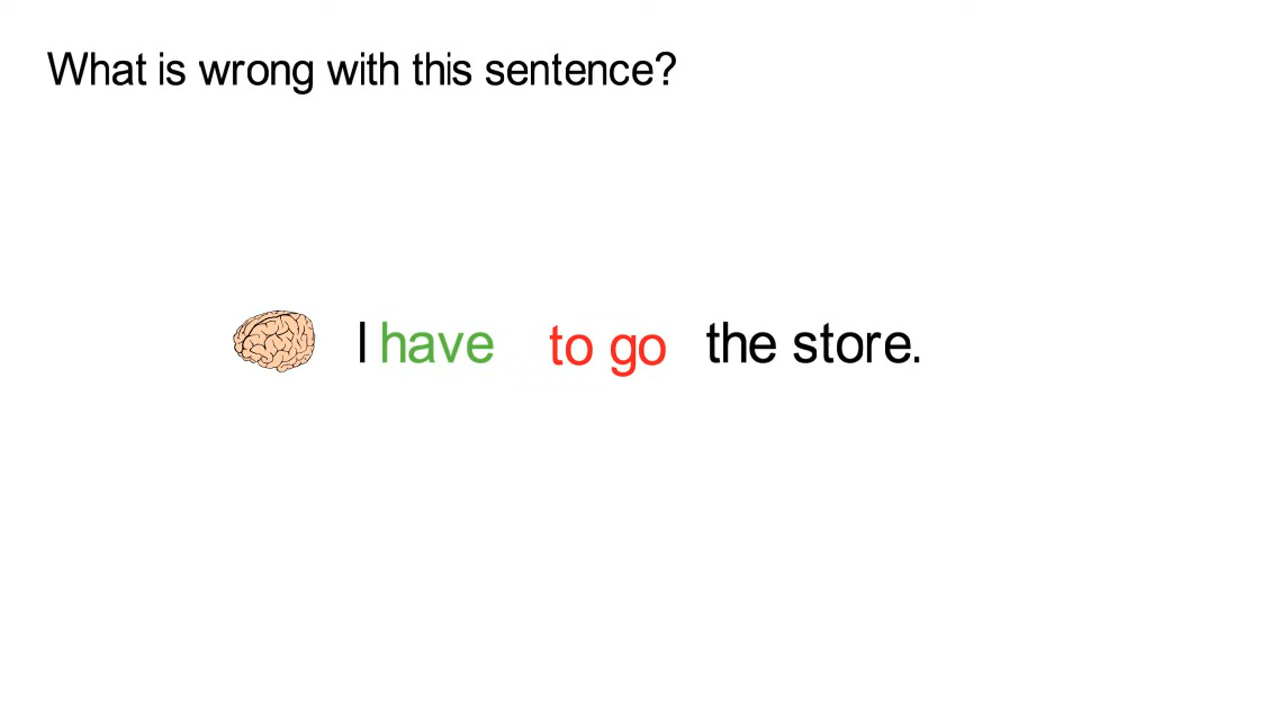 What is wrong with this sentence?
I have to go the store.